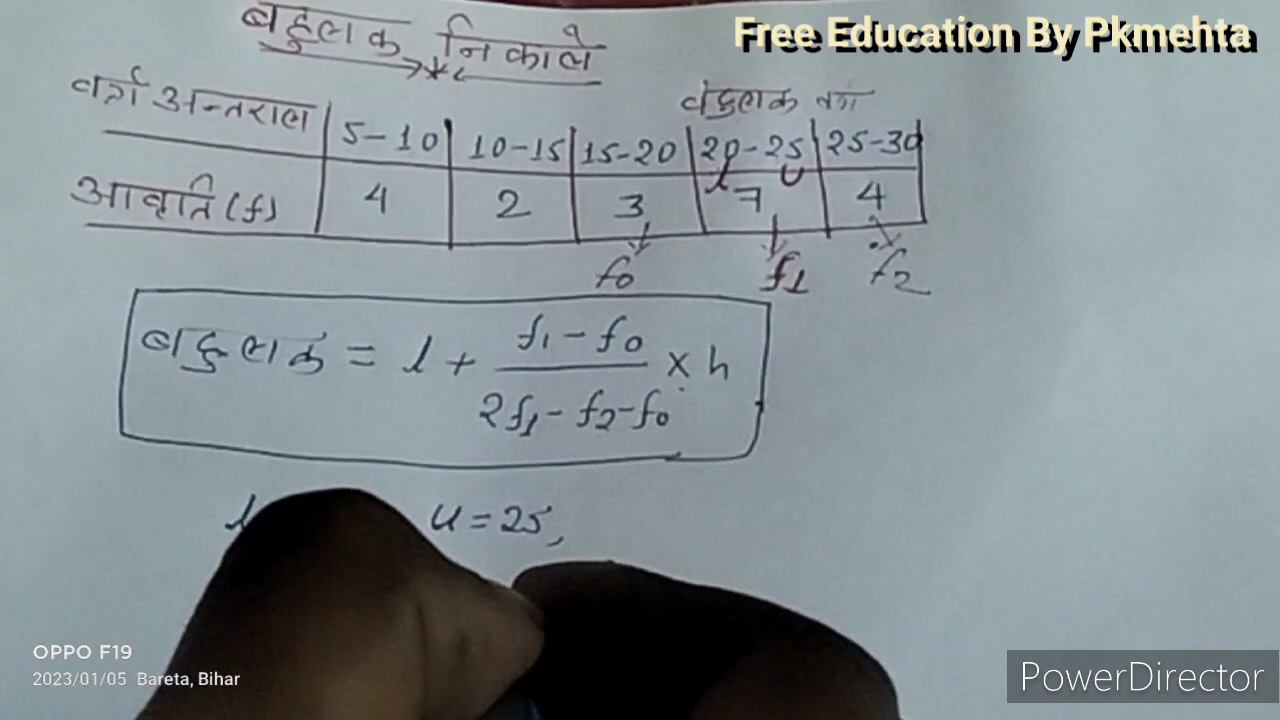 Free Education By Pkmehta
बहुलक निकाले
बहुलक वर्ग
वर्ग अन्तराल 5-10 10-15 15-20 20-25 25-30
l u
आवृति (f) 4 2 3 7 4
f0 f1 f2
बहुलक = l + f1 - f0 / 2f1 - f2 - f0 × h
l u = 25,
OPPO F19
2023/01/05 Bareta, Bihar
PowerDirector